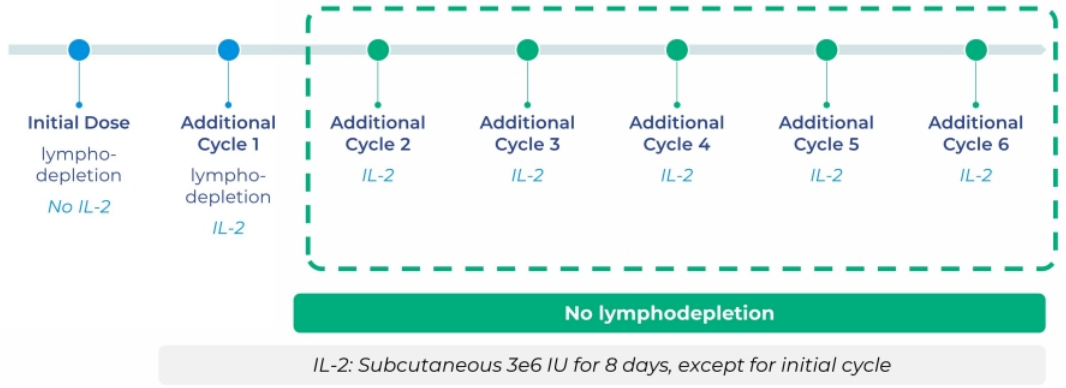 Initial Dose
lympho-
depletion
No IL-2
Additional
Cycle 1
lympho-
depletion
IL-2
Additional
Cycle 2
IL-2
Additional
Cycle 3
IL-2
Additional
Cycle 4
IL-2
Additional
Cycle 5
IL-2
Additional
Cycle 6
IL-2
No lymphodepletion
IL-2: Subcutaneous 3e6 IU for 8 days, except for initial cycle